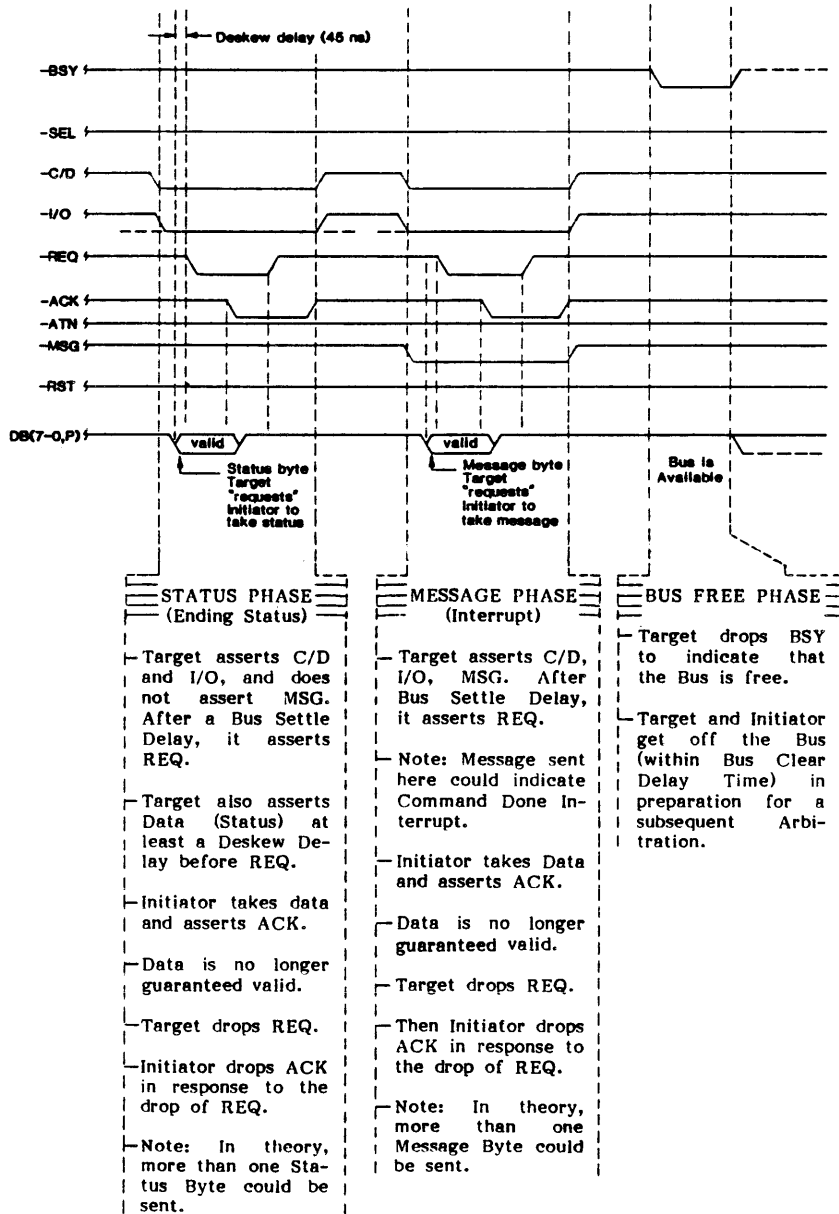 Deskew delay (45 ns)
-BSY
-SEL
-C/D
-I/O
-REQ
-ACK
-ATN
-MSG
-RST
DB(7-0,P)
valid
valid
Status byte
Target
"requests"
Initiator to
take status
Message byte
Target
"requests"
Initiator to
take message
Bus is
Available
STATUS PHASE
(Ending Status)
Target asserts C/D
and I/O, and does
not assert MSG.
After a Bus Settle
Delay, it asserts
REQ.
Target also asserts
Data (Status) at
least a Deskew De-
lay before REQ.
Initiator takes data
and asserts ACK.
Data is no longer
guaranteed valid.
Target drops REQ.
Initiator drops ACK
in response to the
drop of REQ.
Note: In theory,
more than one Sta-
tus Byte could be
sent.
MESSAGE PHASE
(Interrupt)
Target asserts C/D,
I/O, MSG. After
Bus Settle Delay,
it asserts REQ.
Note: Message sent
here could indicate
Command Done In-
terrupt.
Initiator takes Data
and asserts ACK.
Data is no longer
guaranteed valid.
Target drops REQ.
Then Initiator drops
ACK in response to
the drop of REQ.
Note: In theory,
more than one
Message Byte could
be sent.
BUS FREE PHASE
Target drops BSY
to indicate that
the Bus is free.
Target and Initiator
get off the Bus
(within Bus Clear
Delay Time) in
preparation for a
subsequent Arbi-
tration.